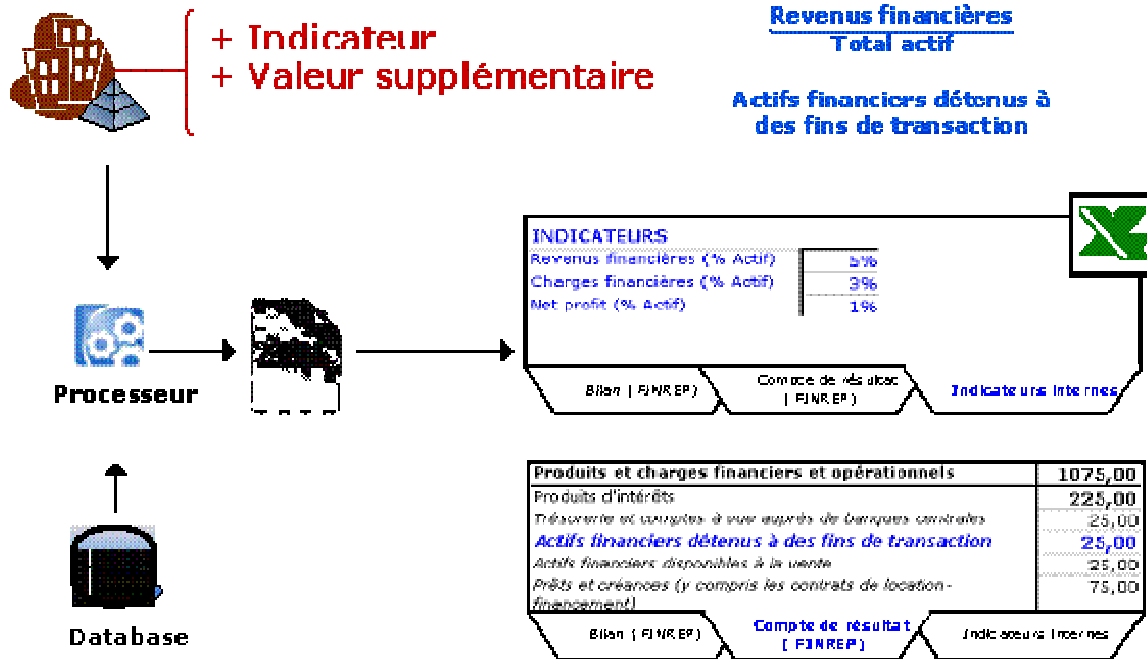 + Indicateur
+ Valeur supplémentaire
Revenus financières
Total actif
Actifs financiers détenus à
des fins de transaction
INDICATEURS
Revenus financières (% Actif) 5%
Charges financières (% Actif) 3%
Net profit (% Actif) 1%
Bilan ( FINREP)
Compte de résultat
( FINREP)
Indicateurs internes
Processeur
Database
Produits et charges financiers et opérationnels 1075,00
Produits d'intérêts 225,00
Trésorerie et comptes à vue auprès de banques centrales 25,00
Actifs financiers détenus à des fins de transaction 25,00
Actifs financiers disponibles à la vente 25,00
Prêts et créances (y compris les contrats de location - 75,00
financement)
Bilan ( FINREP)
Compte de résultat
( FINREP)
Indicateurs internes